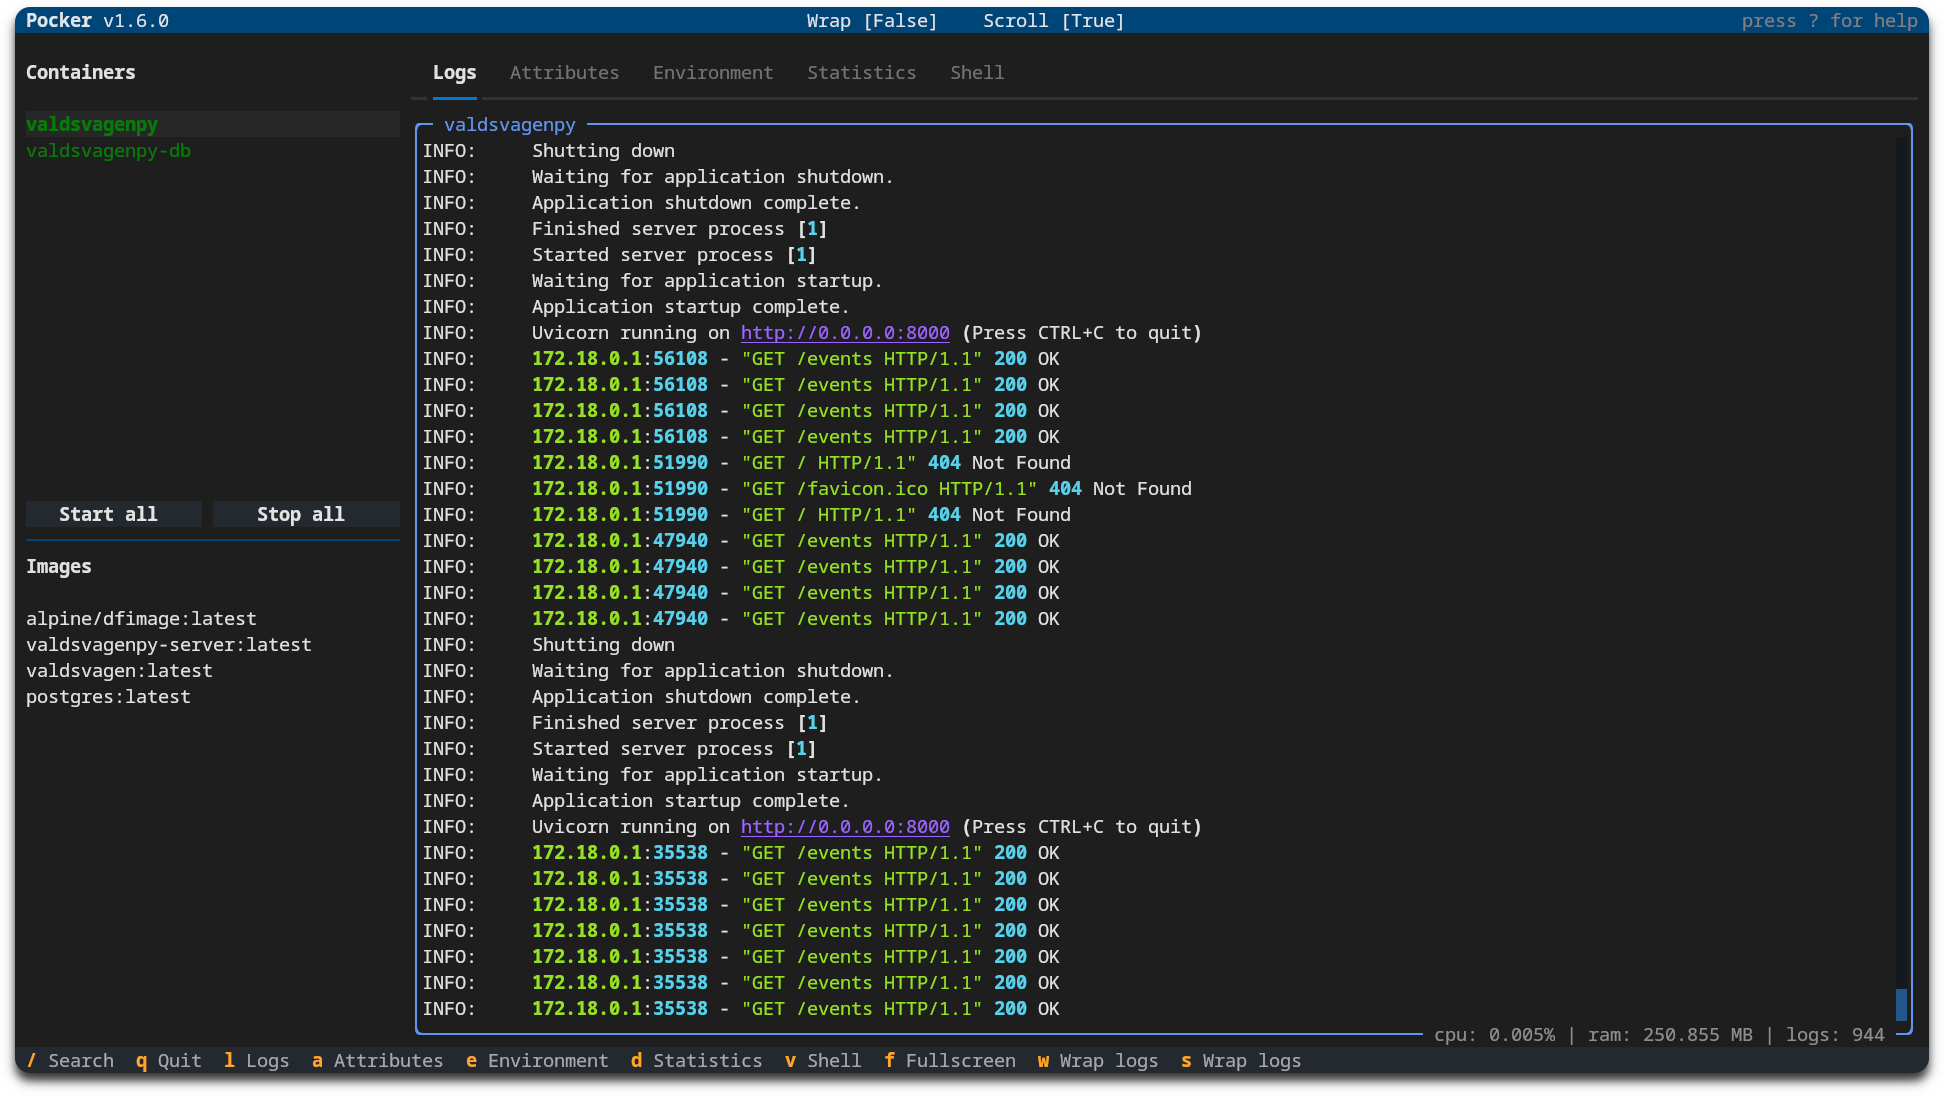 Pocker v1.6.0 Wrap [False] Scroll [True] press ? for help
Containers
valdsvagenpy
valdsvagenpy-db
Start all Stop all
Images
alpine/dfimage:latest
valdsvagenpy-server:latest
valdsvagen:latest
postgres:latest
Logs Attributes Environment Statistics Shell
valdsvagenpy
INFO: Shutting down
INFO: Waiting for application shutdown.
INFO: Application shutdown complete.
INFO: Finished server process [1]
INFO: Started server process [1]
INFO: Waiting for application startup.
INFO: Application startup complete.
INFO: Uvicorn running on http://0.0.0.0:8000 (Press CTRL+C to quit)
INFO: 172.18.0.1:56108 - "GET /events HTTP/1.1" 200 OK
INFO: 172.18.0.1:56108 - "GET /events HTTP/1.1" 200 OK
INFO: 172.18.0.1:56108 - "GET /events HTTP/1.1" 200 OK
INFO: 172.18.0.1:56108 - "GET /events HTTP/1.1" 200 OK
INFO: 172.18.0.1:51990 - "GET / HTTP/1.1" 404 Not Found
INFO: 172.18.0.1:51990 - "GET /favicon.ico HTTP/1.1" 404 Not Found
INFO: 172.18.0.1:51990 - "GET / HTTP/1.1" 404 Not Found
INFO: 172.18.0.1:47940 - "GET /events HTTP/1.1" 200 OK
INFO: 172.18.0.1:47940 - "GET /events HTTP/1.1" 200 OK
INFO: 172.18.0.1:47940 - "GET /events HTTP/1.1" 200 OK
INFO: 172.18.0.1:47940 - "GET /events HTTP/1.1" 200 OK
INFO: Shutting down
INFO: Waiting for application shutdown.
INFO: Application shutdown complete.
INFO: Finished server process [1]
INFO: Started server process [1]
INFO: Waiting for application startup.
INFO: Application startup complete.
INFO: Uvicorn running on http://0.0.0.0:8000 (Press CTRL+C to quit)
INFO: 172.18.0.1:35538 - "GET /events HTTP/1.1" 200 OK
INFO: 172.18.0.1:35538 - "GET /events HTTP/1.1" 200 OK
INFO: 172.18.0.1:35538 - "GET /events HTTP/1.1" 200 OK
INFO: 172.18.0.1:35538 - "GET /events HTTP/1.1" 200 OK
INFO: 172.18.0.1:35538 - "GET /events HTTP/1.1" 200 OK
INFO: 172.18.0.1:35538 - "GET /events HTTP/1.1" 200 OK
INFO: 172.18.0.1:35538 - "GET /events HTTP/1.1" 200 OK
cpu: 0.005% | ram: 250.855 MB | logs: 944
/ Search q Quit l Logs a Attributes e Environment d Statistics v Shell f Fullscreen w Wrap logs s Wrap logs